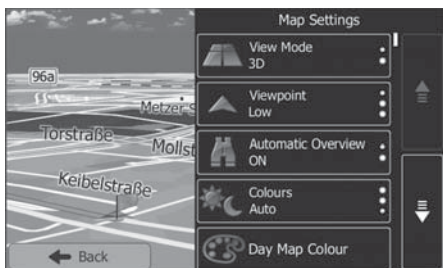 Map Settings
View Mode
3D
Viewpoint
Low
Automatic Overview
ON
Colours
Auto
Day Map Colour
96a
Metzer S
Torstraße
Mollst
Keibelstraße
Back